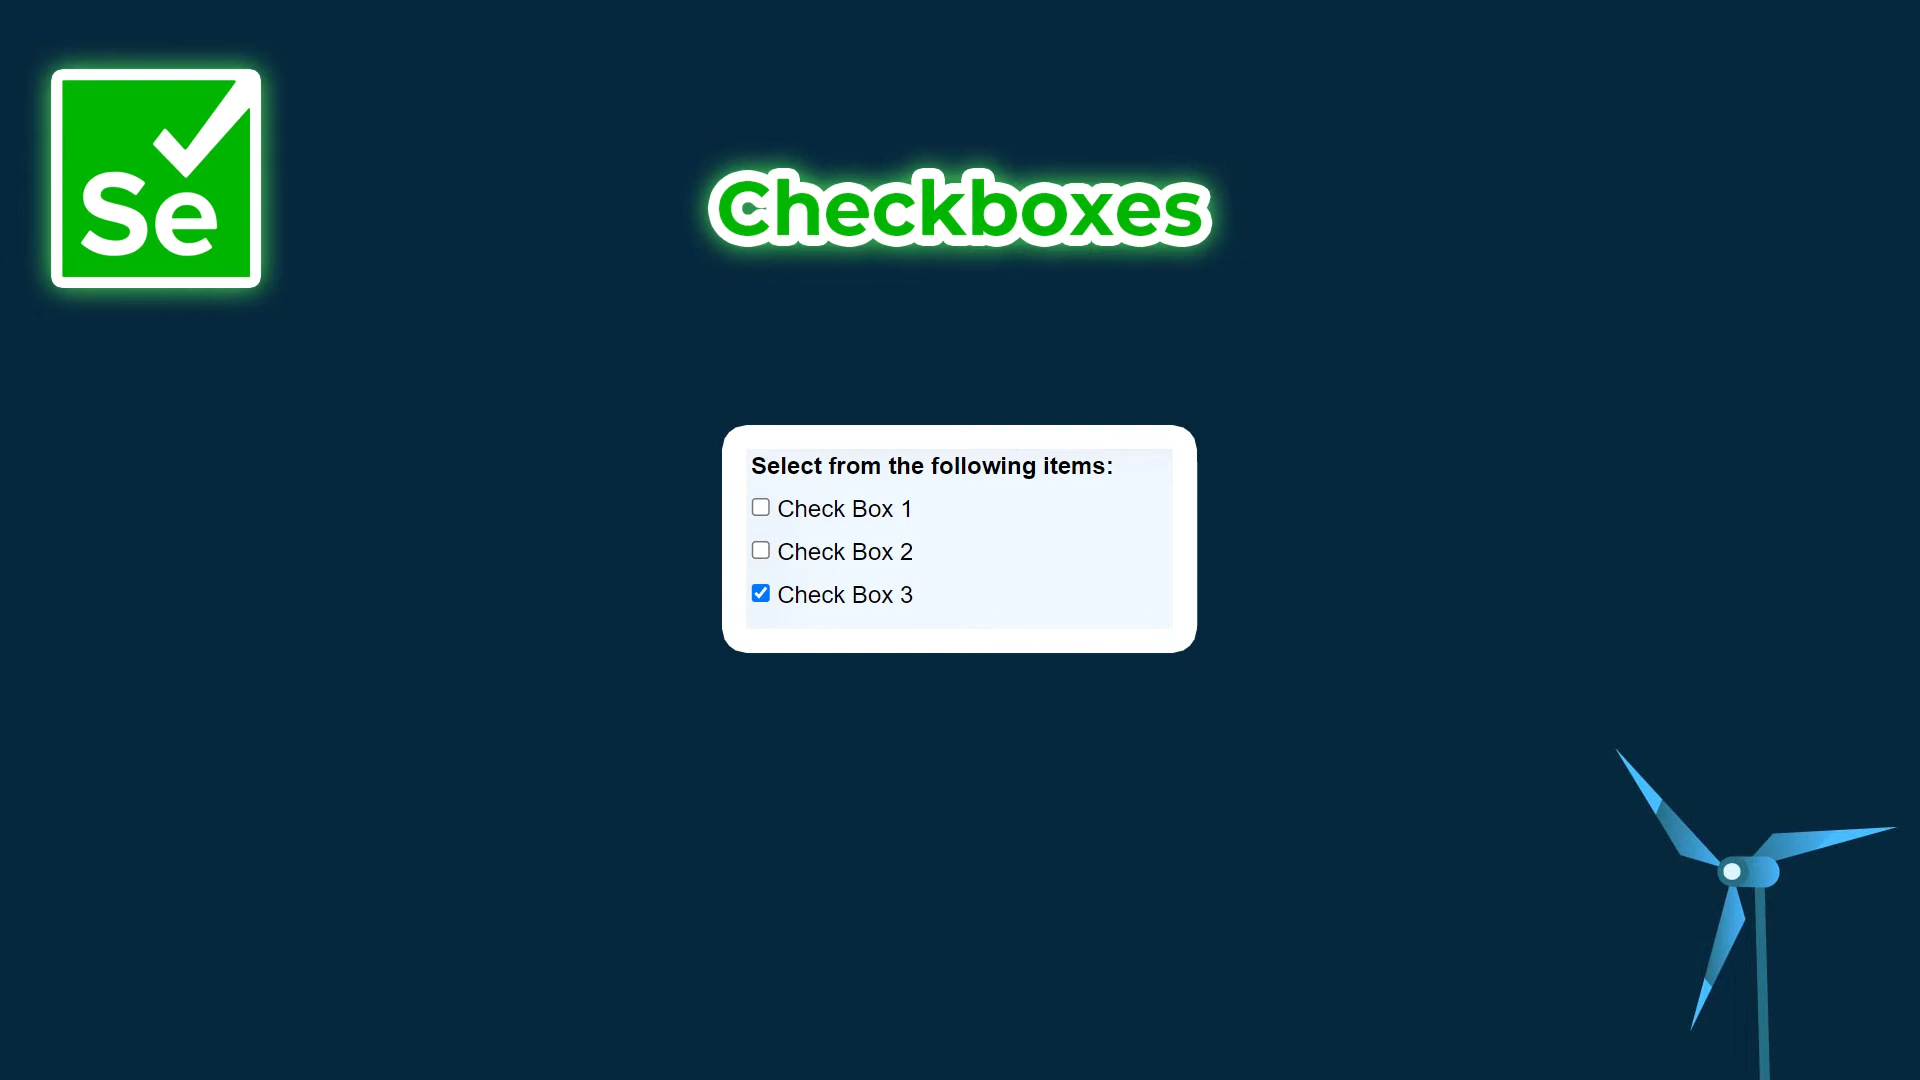 Se
Checkboxes
Select from the following items:
Check Box 1
Check Box 2
Check Box 3